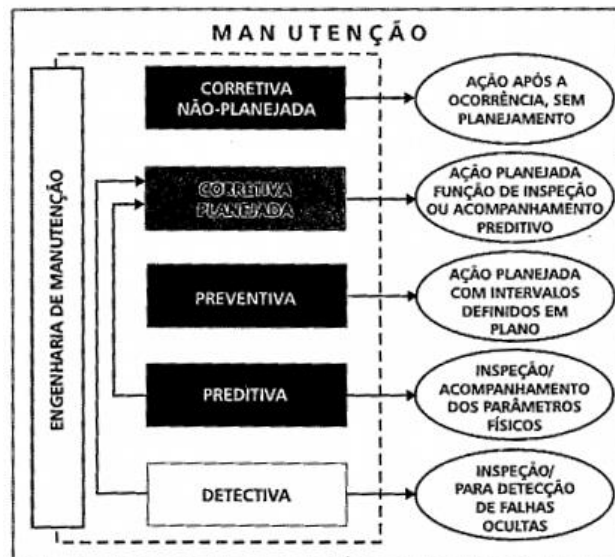 MANUTENÇÃO
ENGENHARIA DE MANUTENÇÃO
CORRETIVA
NÃO-PLANEJADA
AÇÃO APÓS A
OCORRÊNCIA, SEM
PLANEJAMENTO
CORRETIVA
PLANEJADA
AÇÃO PLANEJADA
FUNÇÃO DE INSPEÇÃO
OU ACOMPANHAMENTO
PREDITIVO
PREVENTIVA
AÇÃO PLANEJADA
COM INTERVALOS
DEFINIDOS EM
PLANO
PREDITIVA
INSPEÇÃO/
ACOMPANHAMENTO
DOS PARÂMETROS
FÍSICOS
DETECTIVA
INSPEÇÃO/
PARA DETECÇÃO
DE FALHAS
OCULTAS